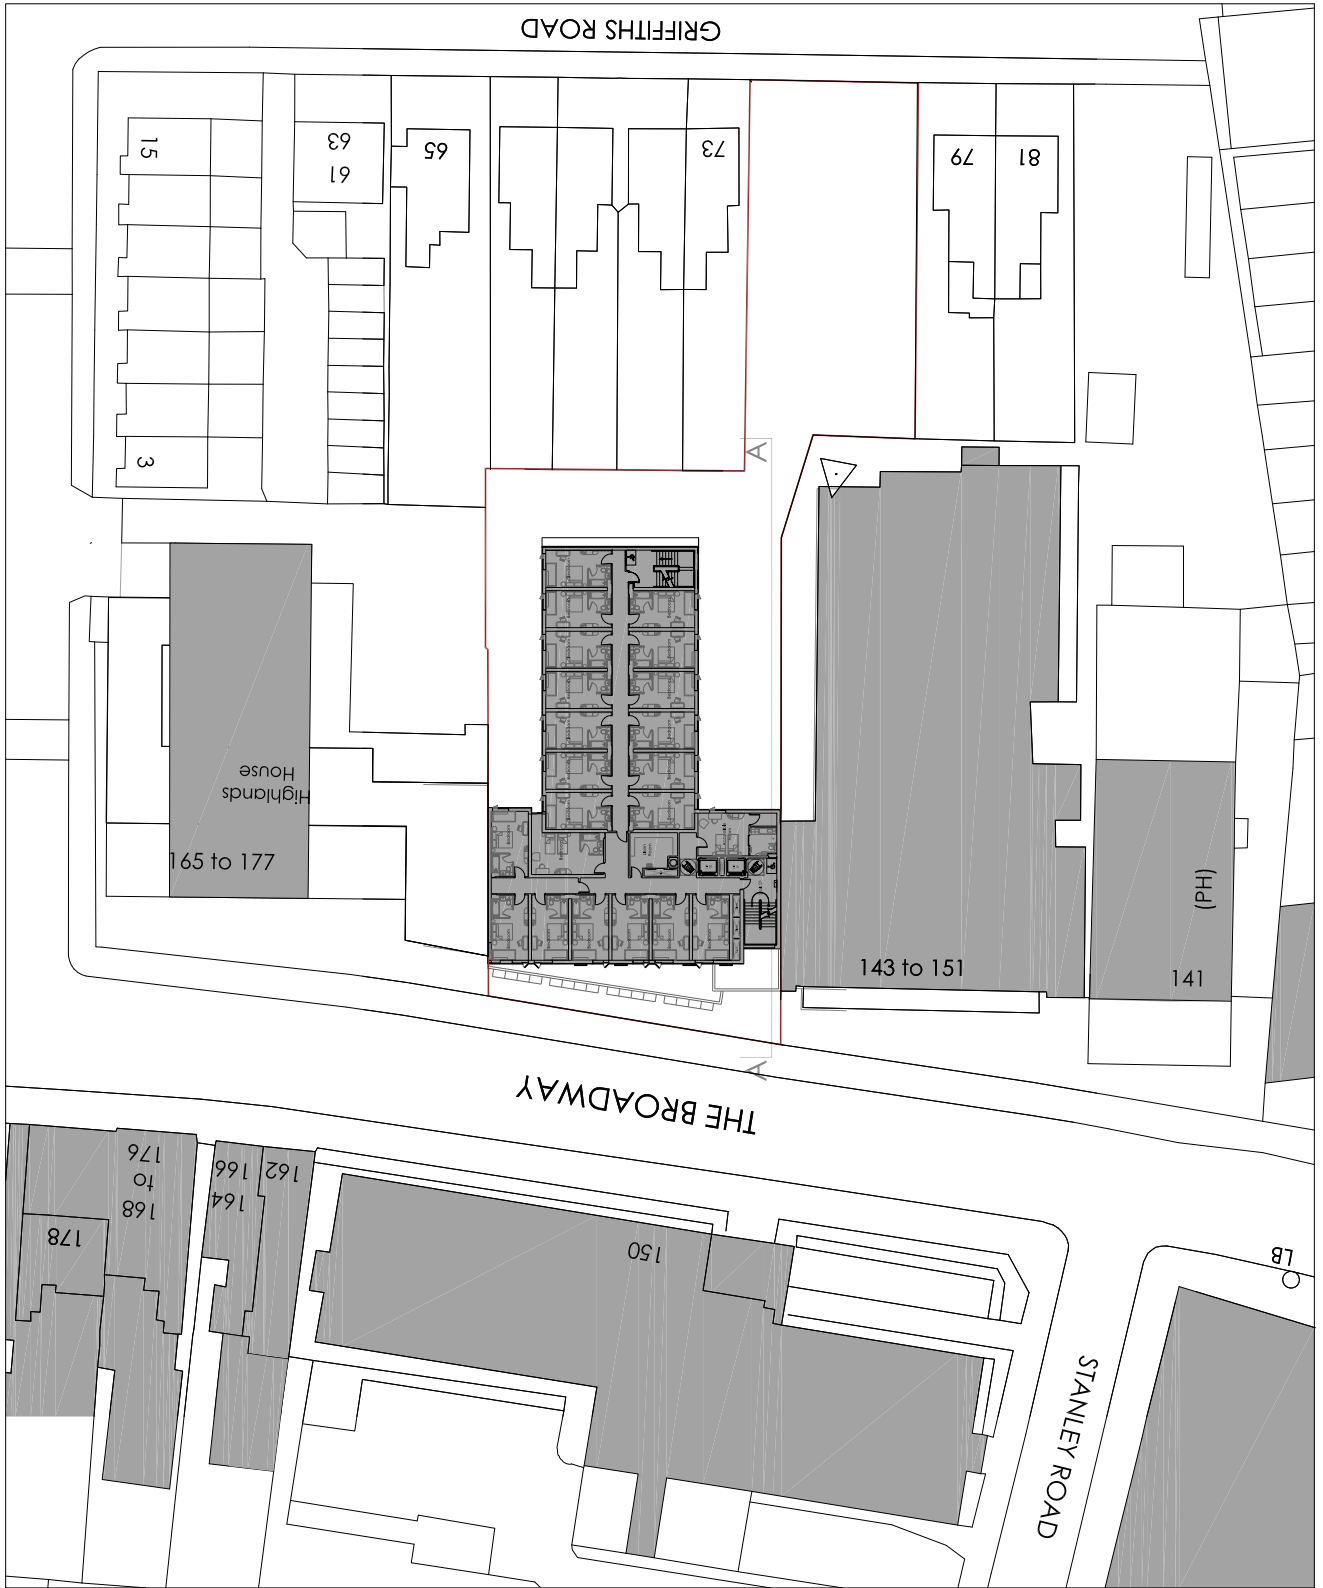 GRIFFITHS ROAD
15
63
61
65
73
79
81
3
A
Highlands
House
165 to 177
143 to 151
(PH)
141
A
THE BROADWAY
176
to
168
166
164
162
178
150
LB
STANLEY ROAD